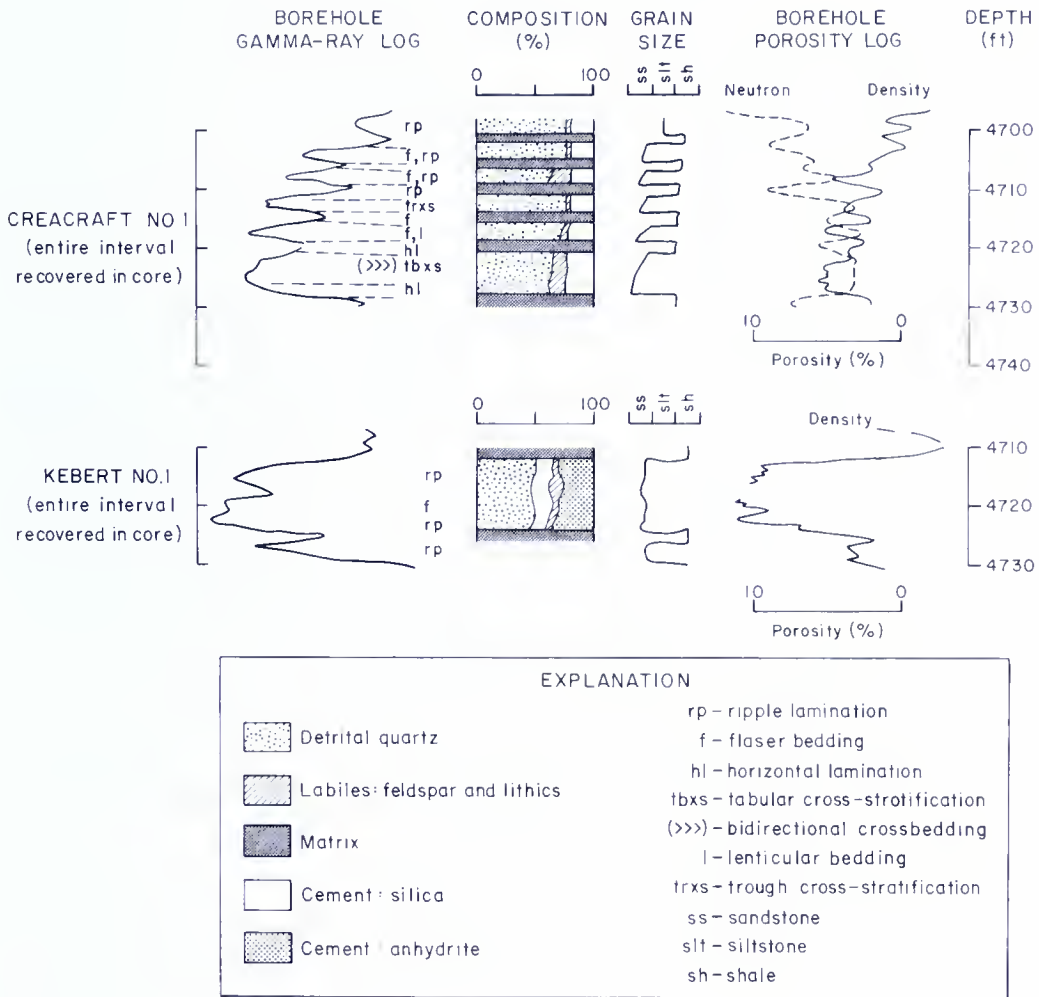 BOREHOLE
GAMMA-RAY LOG
COMPOSITION
(%)
GRAIN
SIZE
BOREHOLE
POROSITY LOG
DEPTH
(ft)
0 100
ss slt sh
Neutron Density
CREACRAFT NO. 1
(entire interval
recovered in core)
rp
f, rp
f, rp
rp
trxs
f
f, l
hl
(>>>) tbxs
hl
4700
4710
4720
4730
4740
10 0
Porosity (%)
0 100
ss slt sh
Density
KEBERT NO. 1
(entire interval
recovered in core)
rp
f
rp
rp
4710
4720
4730
10 0
Porosity (%)
EXPLANATION
Detrital quartz
Labiles: feldspar and lithics
Matrix
Cement: silica
Cement anhydrite
rp – ripple lamination
f – flaser bedding
hl – horizontal lamination
tbxs – tabular cross-strotification
(>>>) – bidirectional crossbedding
l – lenticular bedding
trxs – trough cross-stratification
ss – sandstone
slt – siltstone
sh – shale